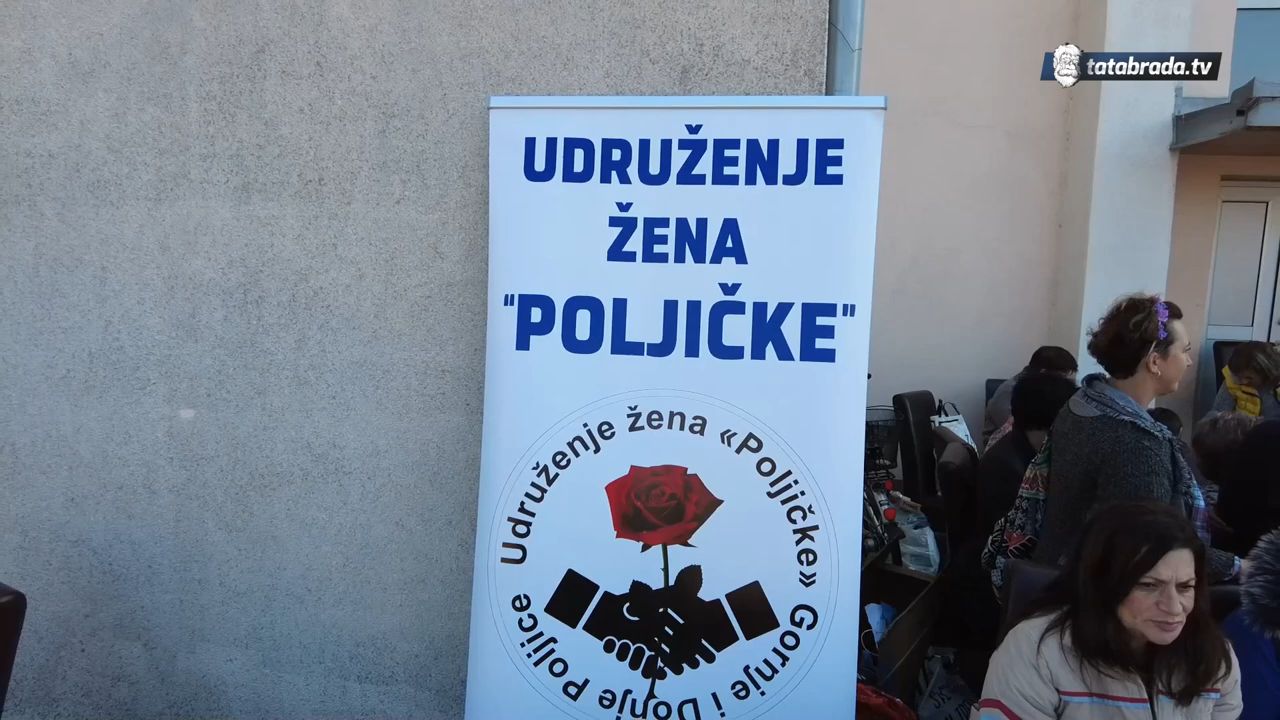 tatabrada.tv
UDRUŽENJE
ŽENA
"POLJIČKE"
Udruženje žena «Poljičke» Gornje i Donje Poljice